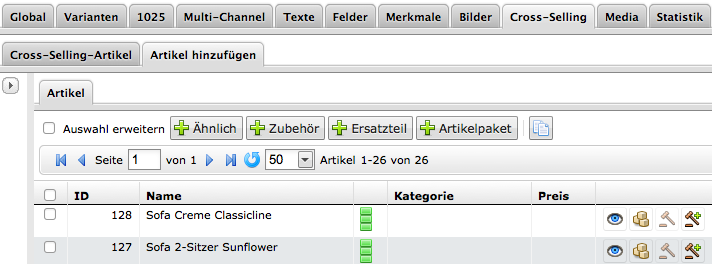 Global Varianten 1025 Multi-Channel Texte Felder Merkmale Bilder Cross-Selling Media Statistik
Cross-Selling-Artikel Artikel hinzufügen
Artikel
Auswahl erweitern Ähnlich Zubehör Ersatzteil Artikelpaket
Seite 1 von 1 50 Artikel 1-26 von 26
ID Name Kategorie Preis
128 Sofa Creme Classicline
127 Sofa 2-Sitzer Sunflower